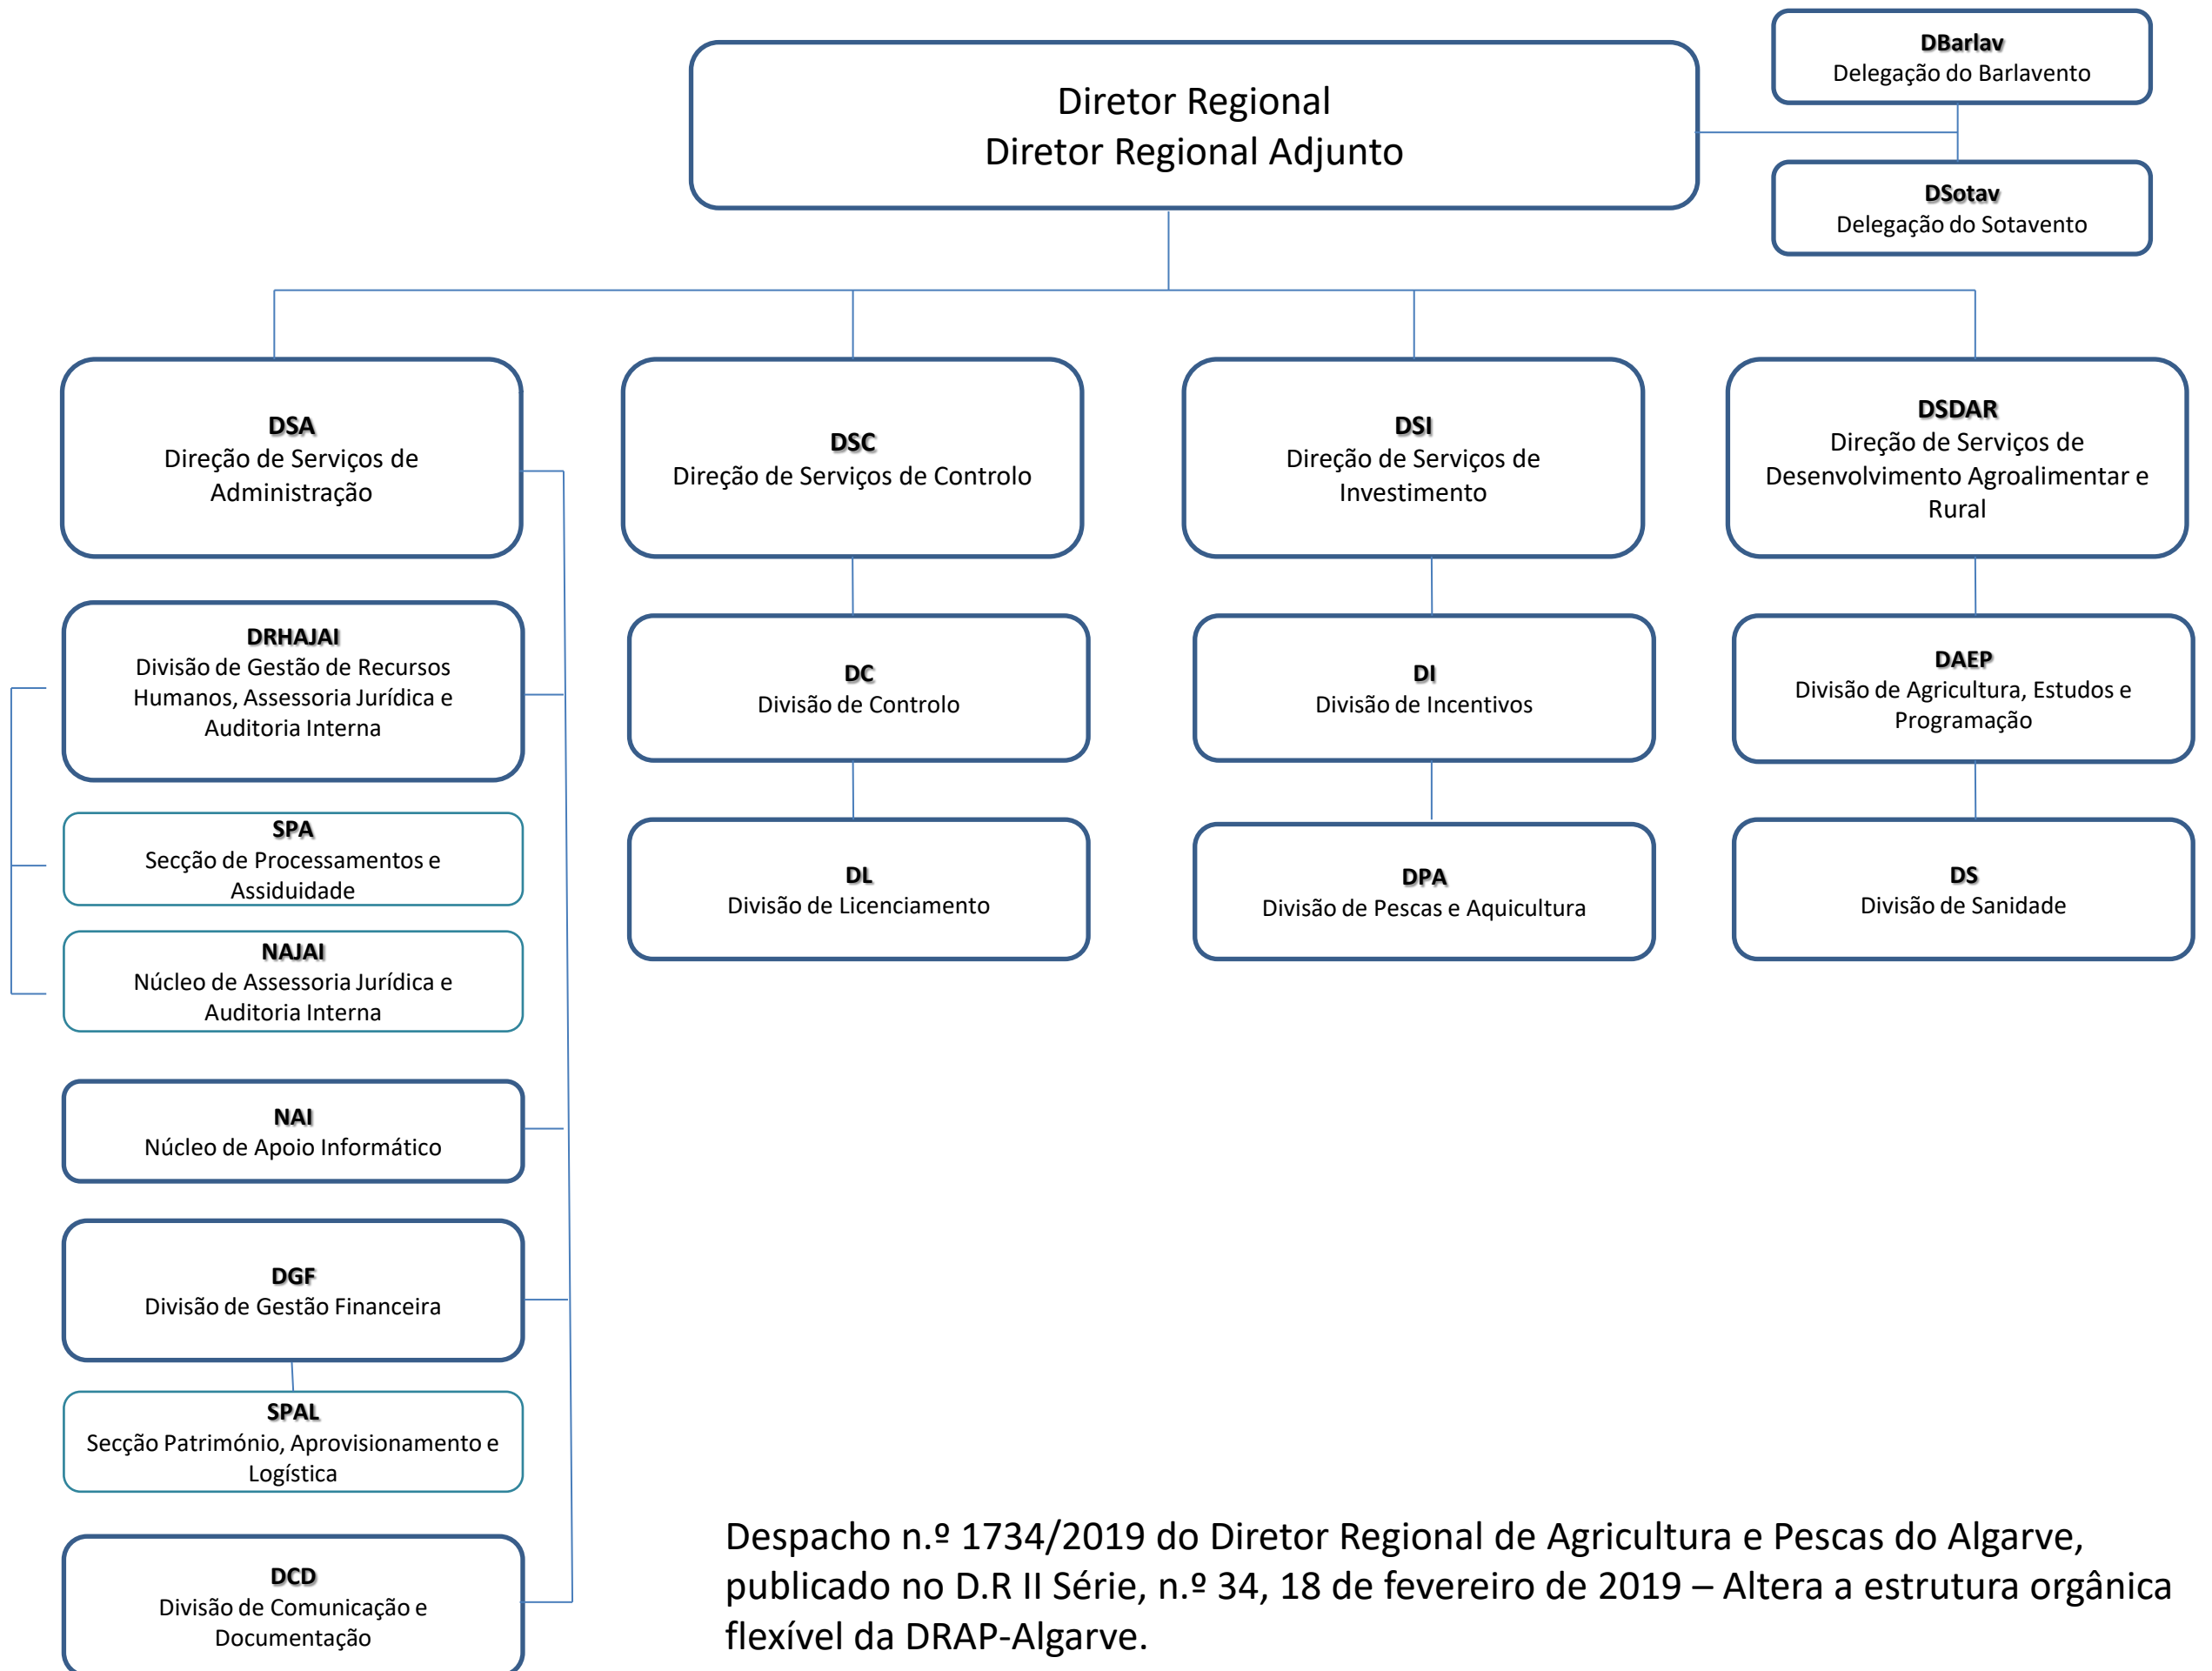 Diretor Regional
Diretor Regional Adjunto
DBarlav
Delegação do Barlavento
DSotav
Delegação do Sotavento
DSA
Direção de Serviços de
Administração
DSC
Direção de Serviços de Controlo
DSI
Direção de Serviços de
Investimento
DSDAR
Direção de Serviços de
Desenvolvimento Agroalimentar e
Rural
DRHAJAI
Divisão de Gestão de Recursos
Humanos, Assessoria Jurídica e
Auditoria Interna
DC
Divisão de Controlo
DI
Divisão de Incentivos
DAEP
Divisão de Agricultura, Estudos e
Programação
SPA
Secção de Processamentos e
Assiduidade
DL
Divisão de Licenciamento
DPA
Divisão de Pescas e Aquicultura
DS
Divisão de Sanidade
NAJAI
Núcleo de Assessoria Jurídica e
Auditoria Interna
NAI
Núcleo de Apoio Informático
DGF
Divisão de Gestão Financeira
SPAL
Secção Património, Aprovisionamento e
Logística
DCD
Divisão de Comunicação e
Documentação
Despacho n.º 1734/2019 do Diretor Regional de Agricultura e Pescas do Algarve,
publicado no D.R II Série, n.º 34, 18 de fevereiro de 2019 – Altera a estrutura orgânica
flexível da DRAP-Algarve.